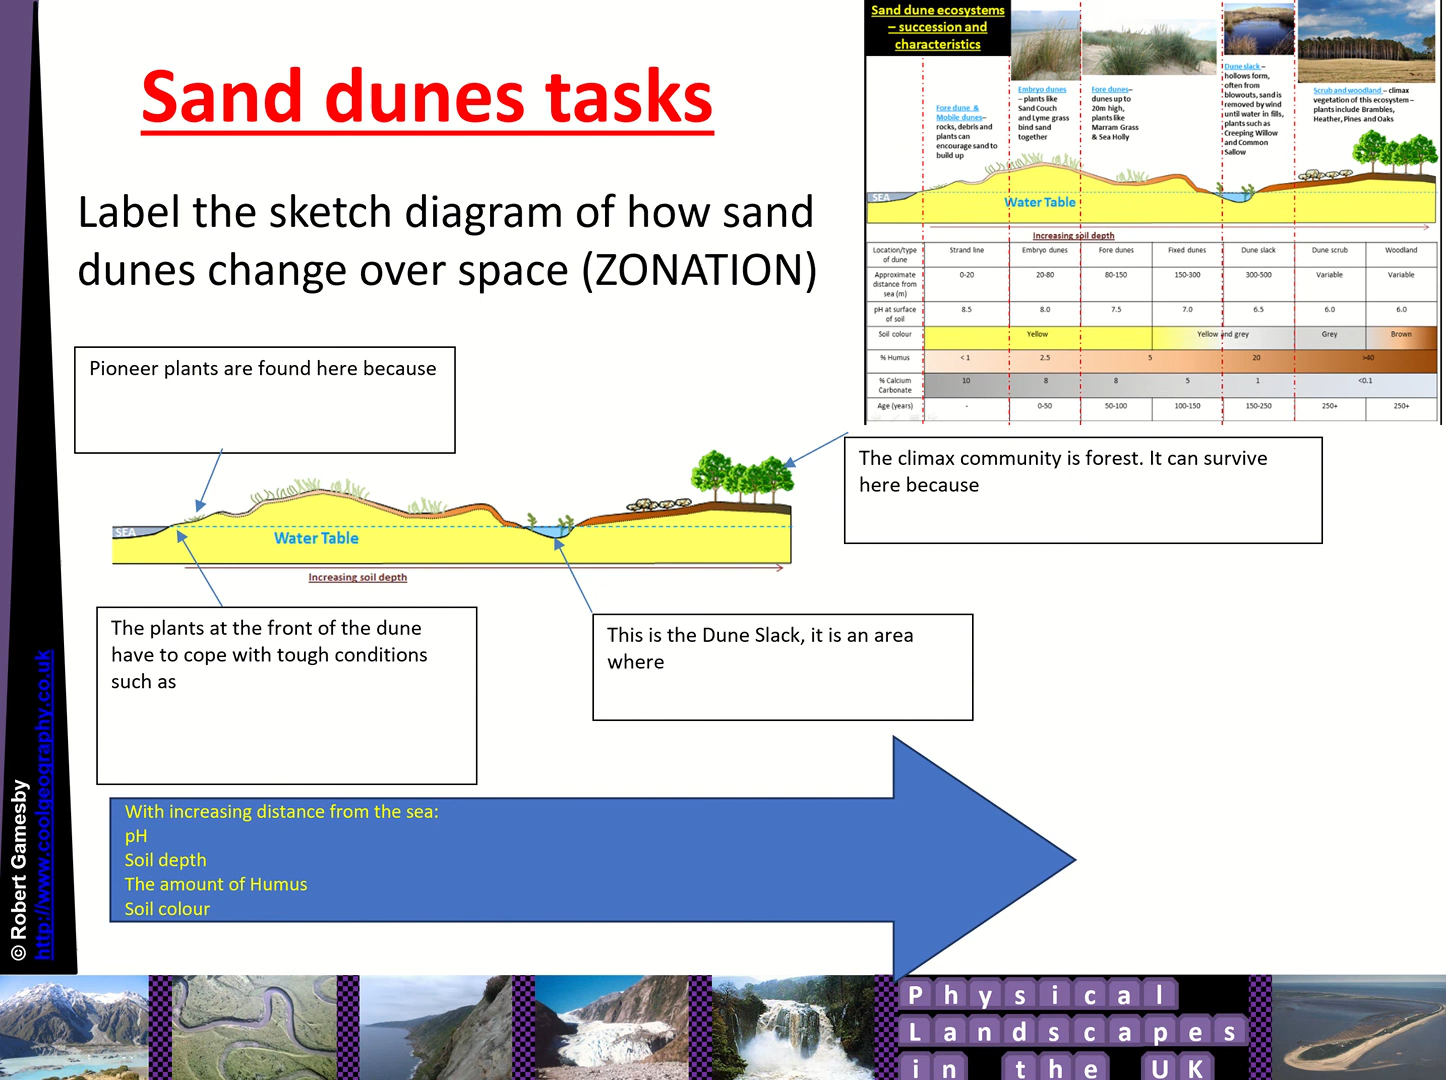 Sand dunes tasks
Label the sketch diagram of how sand
dunes change over space (ZONATION)
Sand dune ecosystems
– succession and
characteristics
Fore dune &
Mobile dunes–
rocks, debris and
plants can
encourage sand to
build up
Embryo dunes
– plants like
Sand Couch
and Lyme grass
bind sand
together
Fore dunes–
dunes up to
20m high,
plants like
Marram Grass
& Sea Holly
Dune slack –
hollows form,
often from
blowouts, sand is
removed by wind
until water in fills,
plants such as
Creeping Willow
and Common
Sallow
Scrub and woodland – climax
vegetation of this ecosystem –
plants include Brambles,
Heather, Pines and Oaks
SEA
Water Table
Increasing soil depth
Location/type of dune Strand line Embryo dunes Fore dunes Fixed dunes Dune slack Dune scrub Woodland
Approximate distance from sea (m) 0-20 20-80 80-150 150-300 300-500 Variable Variable
pH at surface of soil 8.5 8.0 7.5 7.0 6.5 6.0 6.0
Soil colour Yellow Yellow and grey Grey Brown
% Humus < 1 2.5 5 20 >40
% Calcium Carbonate 10 8 8 5 1 <0.1
Age (years) - 0-50 50-100 100-150 150-250 250+ 250+
Pioneer plants are found here because
The climax community is forest. It can survive
here because
SEA
Water Table
Increasing soil depth
The plants at the front of the dune
have to cope with tough conditions
such as
This is the Dune Slack, it is an area
where
With increasing distance from the sea:
pH
Soil depth
The amount of Humus
Soil colour
© Robert Gamesby
http://www.coolgeography.co.uk
Physical
Landscapes
in the UK